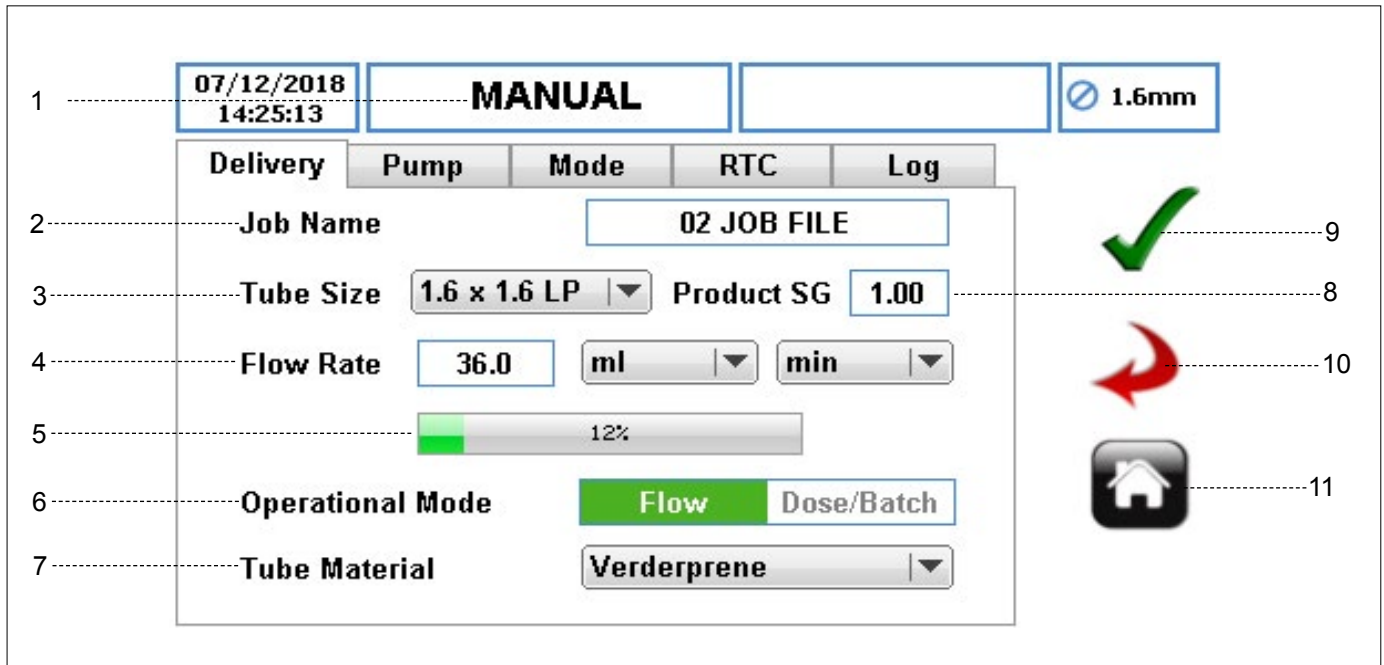 07/12/2018
14:25:13
MANUAL
1.6mm
1
Delivery
Pump
Mode
RTC
Log
2
Job Name
02 JOB FILE
9
3
Tube Size
1.6 x 1.6 LP
Product SG
1.00
8
4
Flow Rate
36.0
ml
min
10
5
12%
6
Operational Mode
Flow
Dose/Batch
11
7
Tube Material
Verderprene